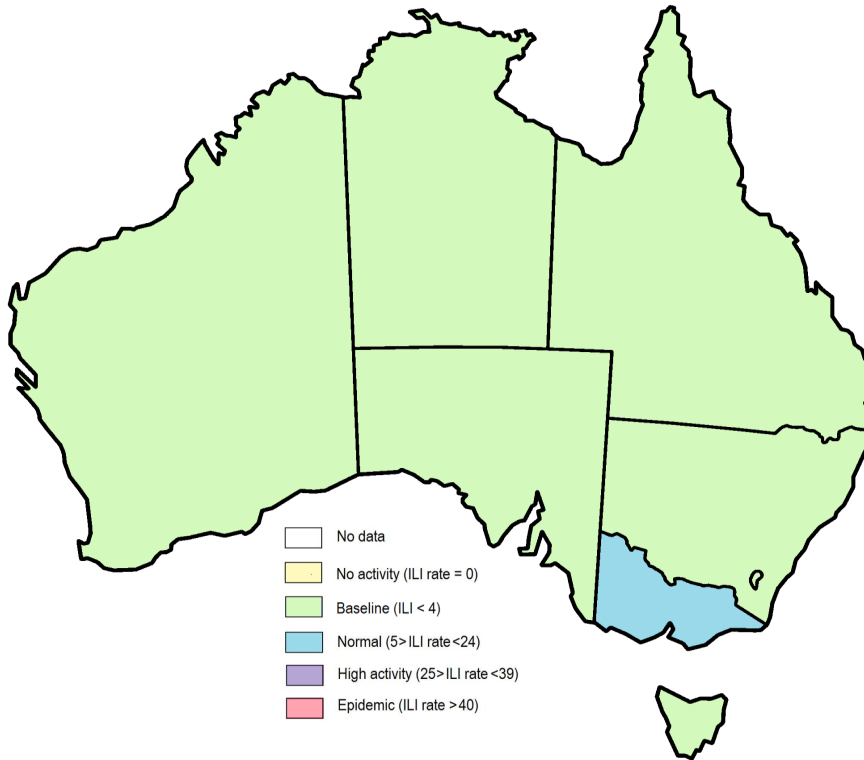 No data
No activity (ILI rate = 0)
Baseline (ILI < 4)
Normal (5> ILI rate <24)
High activity (25> ILI rate <39)
Epidemic (ILI rate >40)